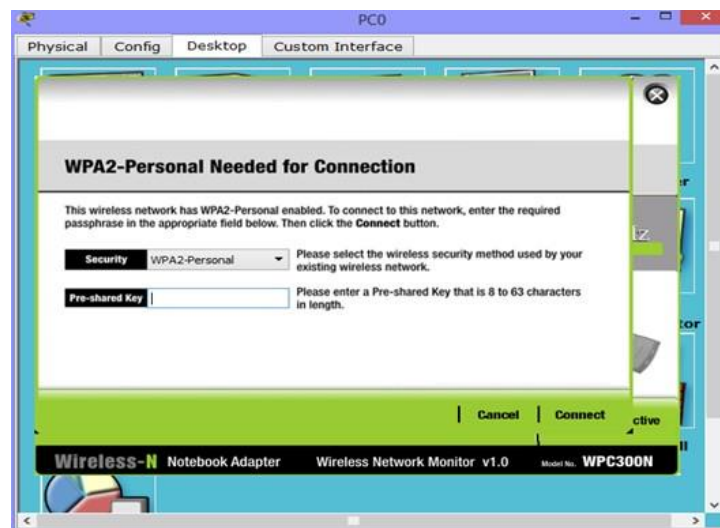 PC0
Physical Config Desktop Custom Interface
WPA2-Personal Needed for Connection
This wireless network has WPA2-Personal enabled. To connect to this network, enter the required
passphrase in the appropriate field below. Then click the Connect button.
Security WPA2-Personal Please select the wireless security method used by your
existing wireless network.
Pre-shared Key Please enter a Pre-shared Key that is 8 to 63 characters
in length.
Cancel Connect
Wireless-N Notebook Adapter Wireless Network Monitor v1.0 Model No. WPC300N